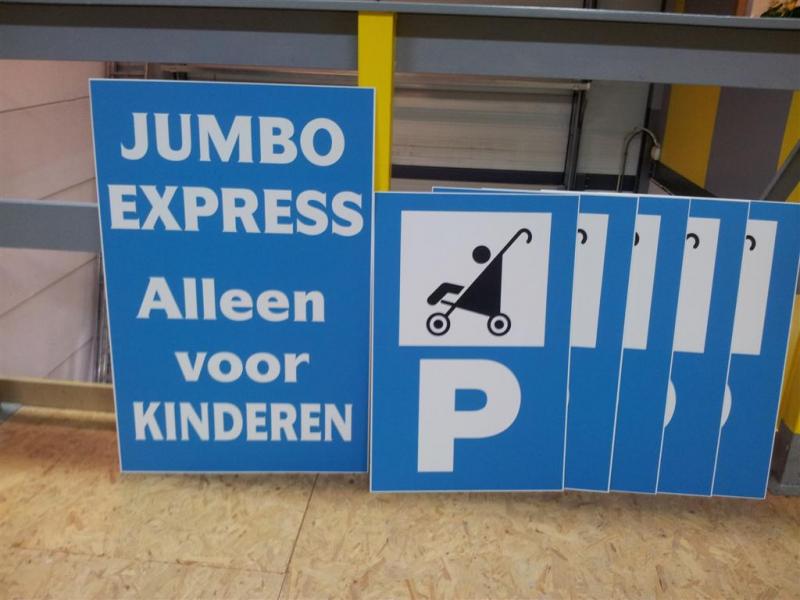 JUMBO
EXPRESS
Alleen
voor
KINDEREN
P